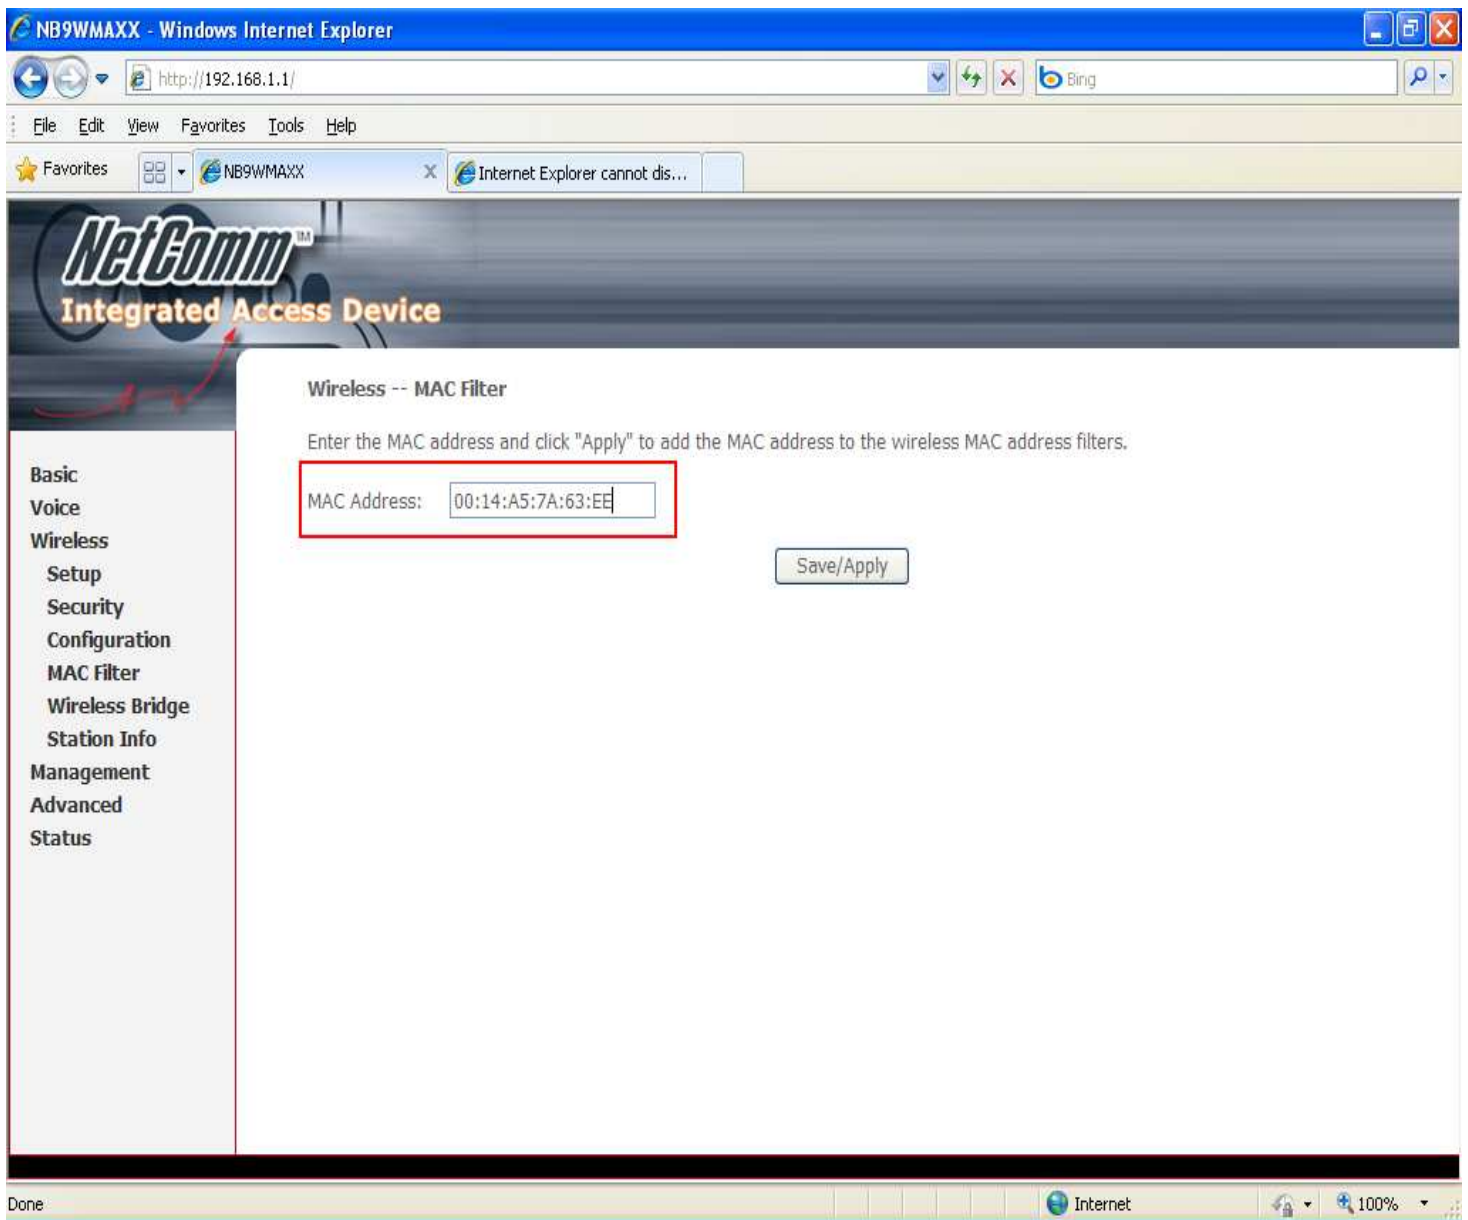 NB9WMAXX - Windows Internet Explorer
http://192.168.1.1/
Bing
File Edit View Favorites Tools Help
Favorites
NB9WMAXX
Internet Explorer cannot dis...
NetComm™
Integrated Access Device
Wireless -- MAC Filter
Enter the MAC address and click "Apply" to add the MAC address to the wireless MAC address filters.
MAC Address: 00:14:A5:7A:63:EE
Save/Apply
Basic
Voice
Wireless
Setup
Security
Configuration
MAC Filter
Wireless Bridge
Station Info
Management
Advanced
Status
Done
Internet
100%